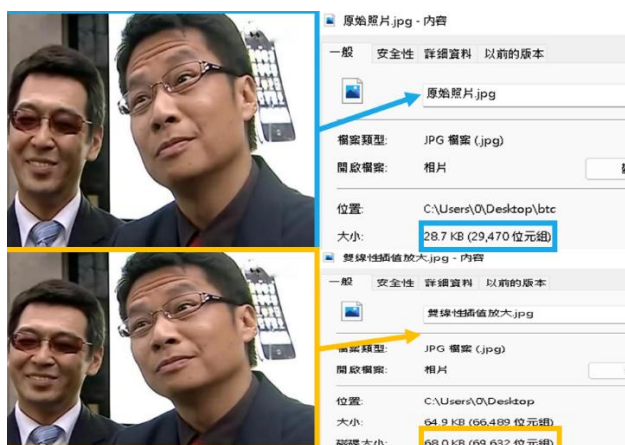 原始照片.jpg - 內容
一般 安全性 詳細資料 以前的版本
原始照片.jpg
檔案類型: JPG 檔案 (.jpg)
開啟檔案: 相片
位置: C:\Users\0\Desktop\btc
大小: 28.7 KB (29,470 位元組)
雙線性插值放大.jpg - 內容
一般 安全性 詳細資料 以前的版本
雙線性插值放大.jpg
檔案類型: JPG 檔案 (.jpg)
開啟檔案: 相片
位置: C:\Users\0\Desktop
大小: 64.9 KB (66,489 位元組)
磁碟大小: 68.0 KB (69,632 位元組)